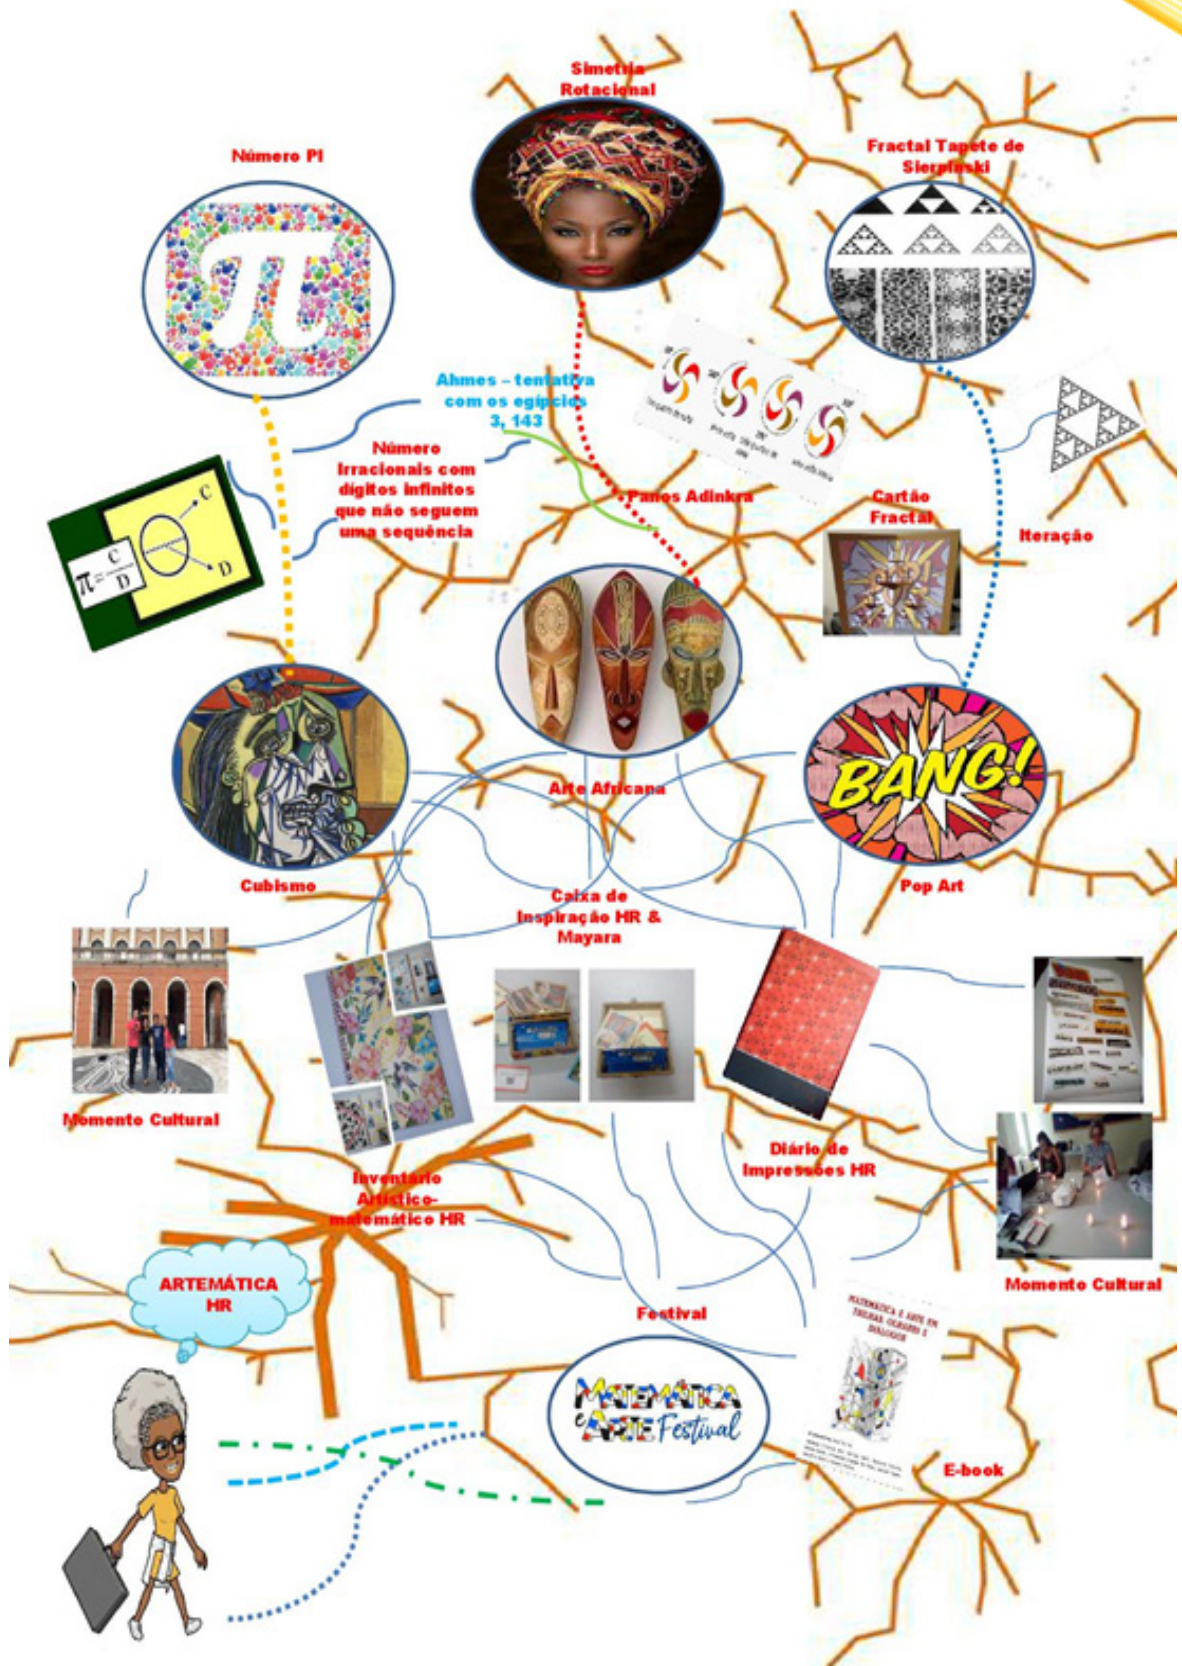 Simetria
Rotacional
Número PI
Fractal Tapete de
Sierpinski
Ahmes – tentativa
com os egípcios
3, 143
Número
Irracionais com
dígitos infinitos
que não seguem
uma sequência
Panos Adinkra
Cartão
Fractal
Iteração
C
π=C/D
D
BANG!
Arte Africana
Cubismo
Pop Art
Caixa de
Inspiração HR &
Mayara
Momento Cultural
Diário de
Impressões HR
Inventário
Artístico-
matemático HR
Momento Cultural
ARTEMÁTICA
HR
Festival
MATEMÁTICA E ARTE EM
TRILHAS OLHARES E
DIÁLOGOS
MATEMÁTICA
e ARTE Festival
E-book